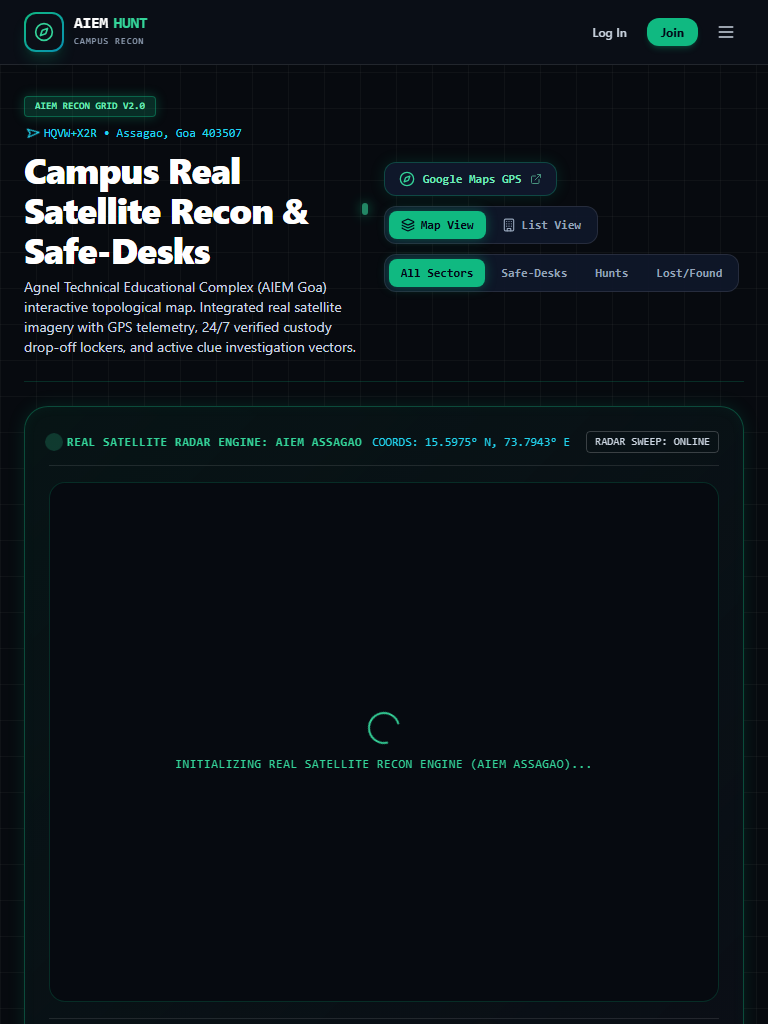 AIEM HUNT
CAMPUS RECON
Log In
Join
AIEM RECON GRID V2.0
HQVW+X2R • Assagao, Goa 403507
Campus Real
Satellite Recon &
Safe-Desks
Agnel Technical Educational Complex (AIEM Goa)
interactive topological map. Integrated real satellite
imagery with GPS telemetry, 24/7 verified custody
drop-off lockers, and active clue investigation vectors.
Google Maps GPS
Map View
List View
All Sectors
Safe-Desks
Hunts
Lost/Found
REAL SATELLITE RADAR ENGINE: AIEM ASSAGAO
COORDS: 15.5975° N, 73.7943° E
RADAR SWEEP: ONLINE
INITIALIZING REAL SATELLITE RECON ENGINE (AIEM ASSAGAO)...